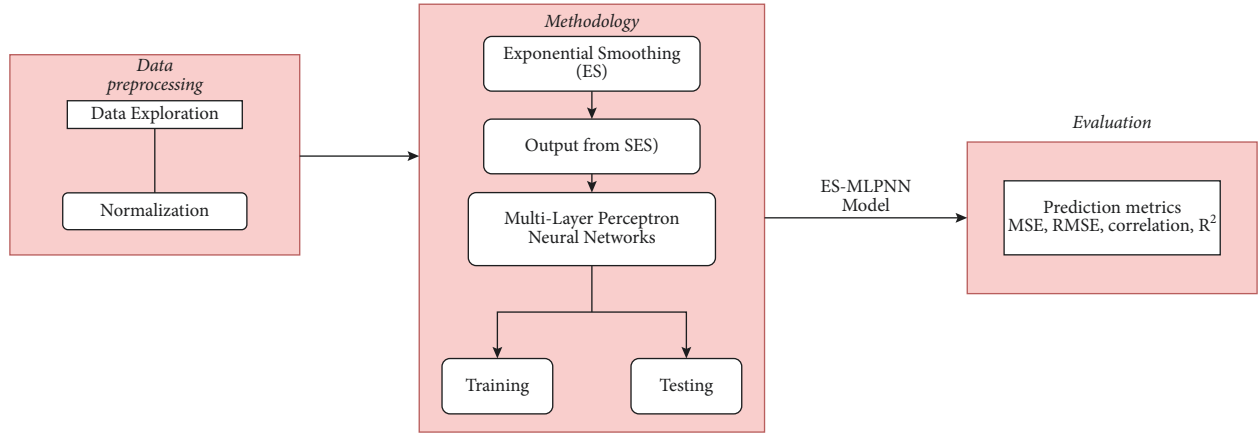 Data
preprocessing
Data Exploration
Normalization
Methodology
Exponential Smoothing
(ES)
Output from SES)
Multi-Layer Perceptron
Neural Networks
Training
Testing
ES-MLPNN
Model
Evaluation
Prediction metrics
MSE, RMSE, correlation, R²